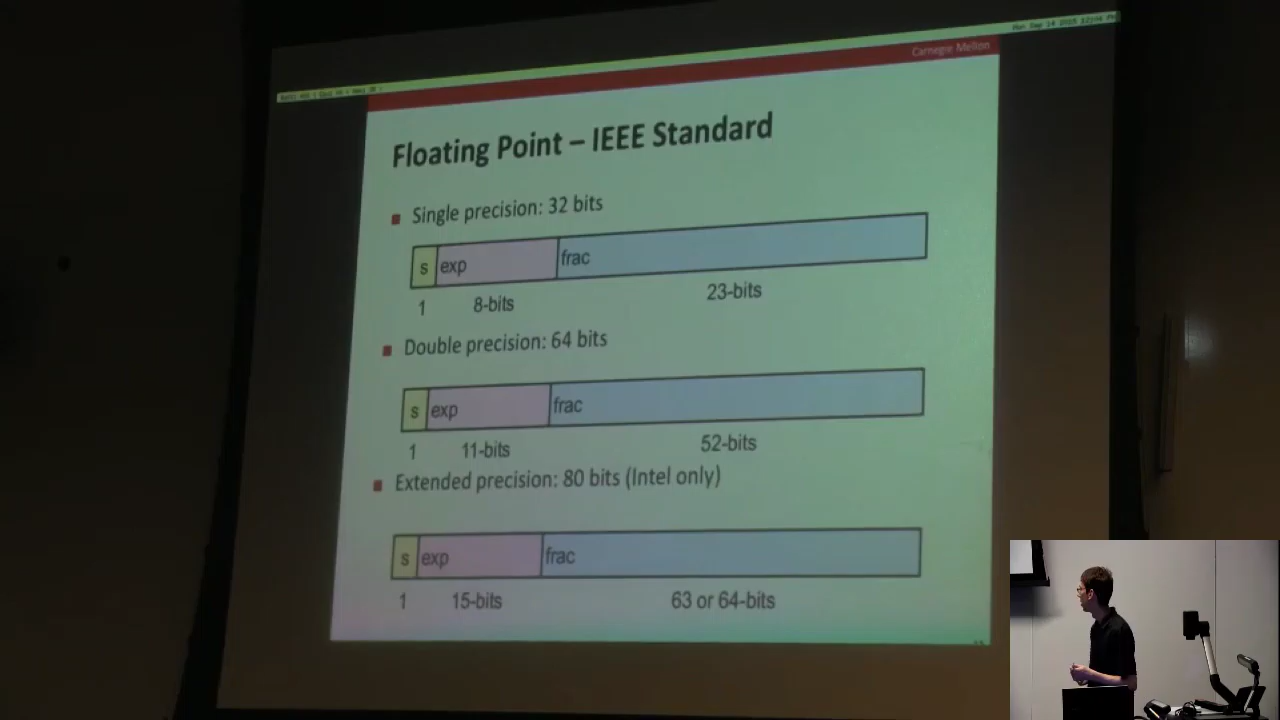 Carnegie Mellon
Floating Point – IEEE Standard
Single precision: 32 bits
s exp frac
1 8-bits 23-bits
Double precision: 64 bits
s exp frac
1 11-bits 52-bits
Extended precision: 80 bits (Intel only)
s exp frac
1 15-bits 63 or 64-bits